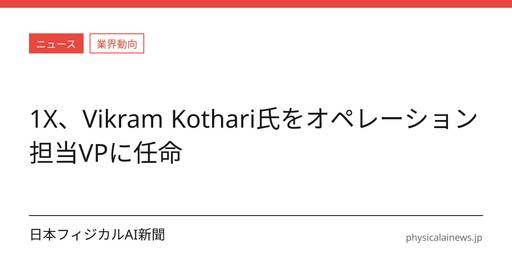 ニュース 業界動向
1X、Vikram Kothari氏をオペレーション
担当VPに任命
日本フィジカルAI新聞 physicalainews.jp